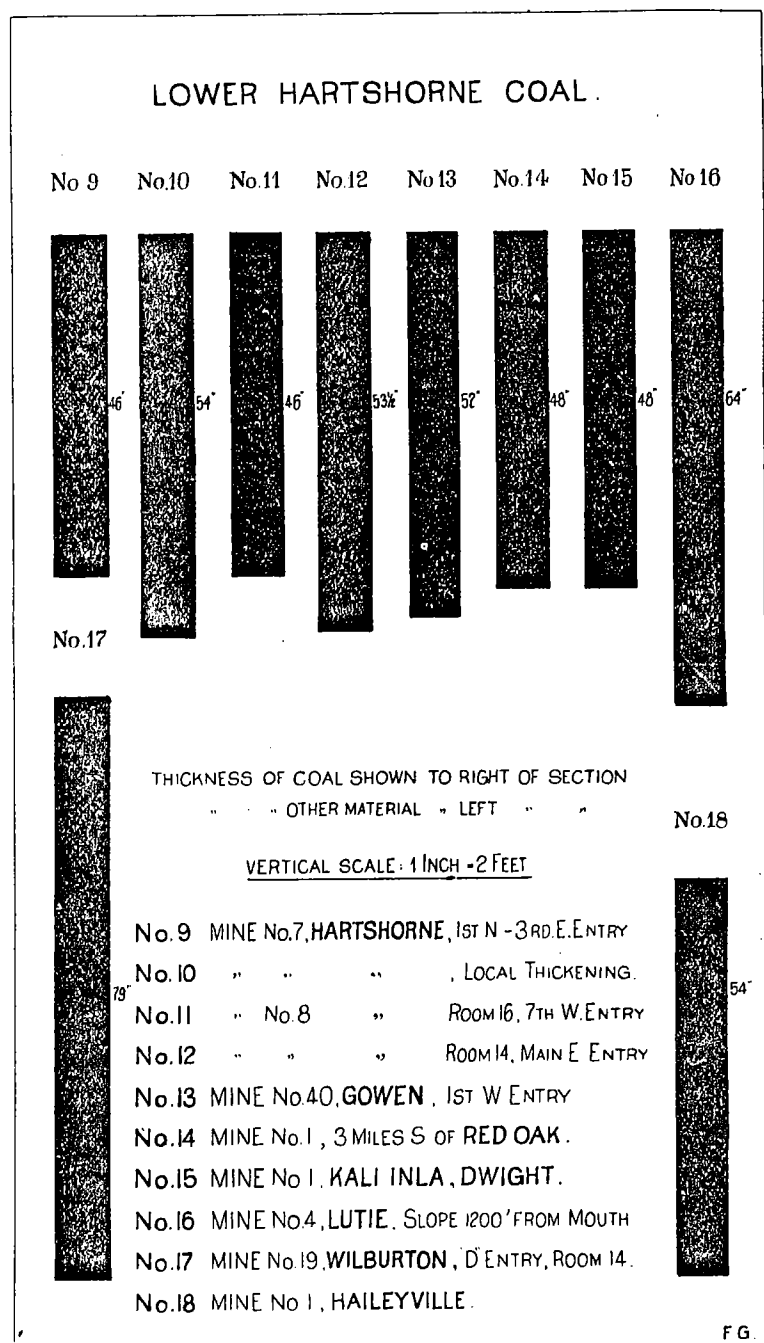 LOWER HARTSHORNE COAL.
No 9 No.10 No.11 No.12 No 13 No.14 No 15 No 16
46" 54" 46" 53½" 52" 48" 48" 64"
No.17
THICKNESS OF COAL SHOWN TO RIGHT OF SECTION
" " OTHER MATERIAL " LEFT " "
No.18
VERTICAL SCALE: 1 INCH = 2 FEET
No.9 MINE No.7, HARTSHORNE, 1ST N - 3RD. E. ENTRY
No.10 " " " , LOCAL THICKENING.
79" 54"
No.11 " No.8 " ROOM 16, 7TH W. ENTRY
No.12 " " " ROOM 14, MAIN E ENTRY
No.13 MINE No.40, GOWEN, 1ST W ENTRY
No.14 MINE No.1, 3 MILES S OF RED OAK.
No.15 MINE No 1, KALI INLA, DWIGHT.
No.16 MINE No.4, LUTIE, SLOPE 1200' FROM MOUTH
No.17 MINE No.19, WILBURTON, 'D' ENTRY, ROOM 14.
No.18 MINE No 1, HAILEYVILLE.
F G.